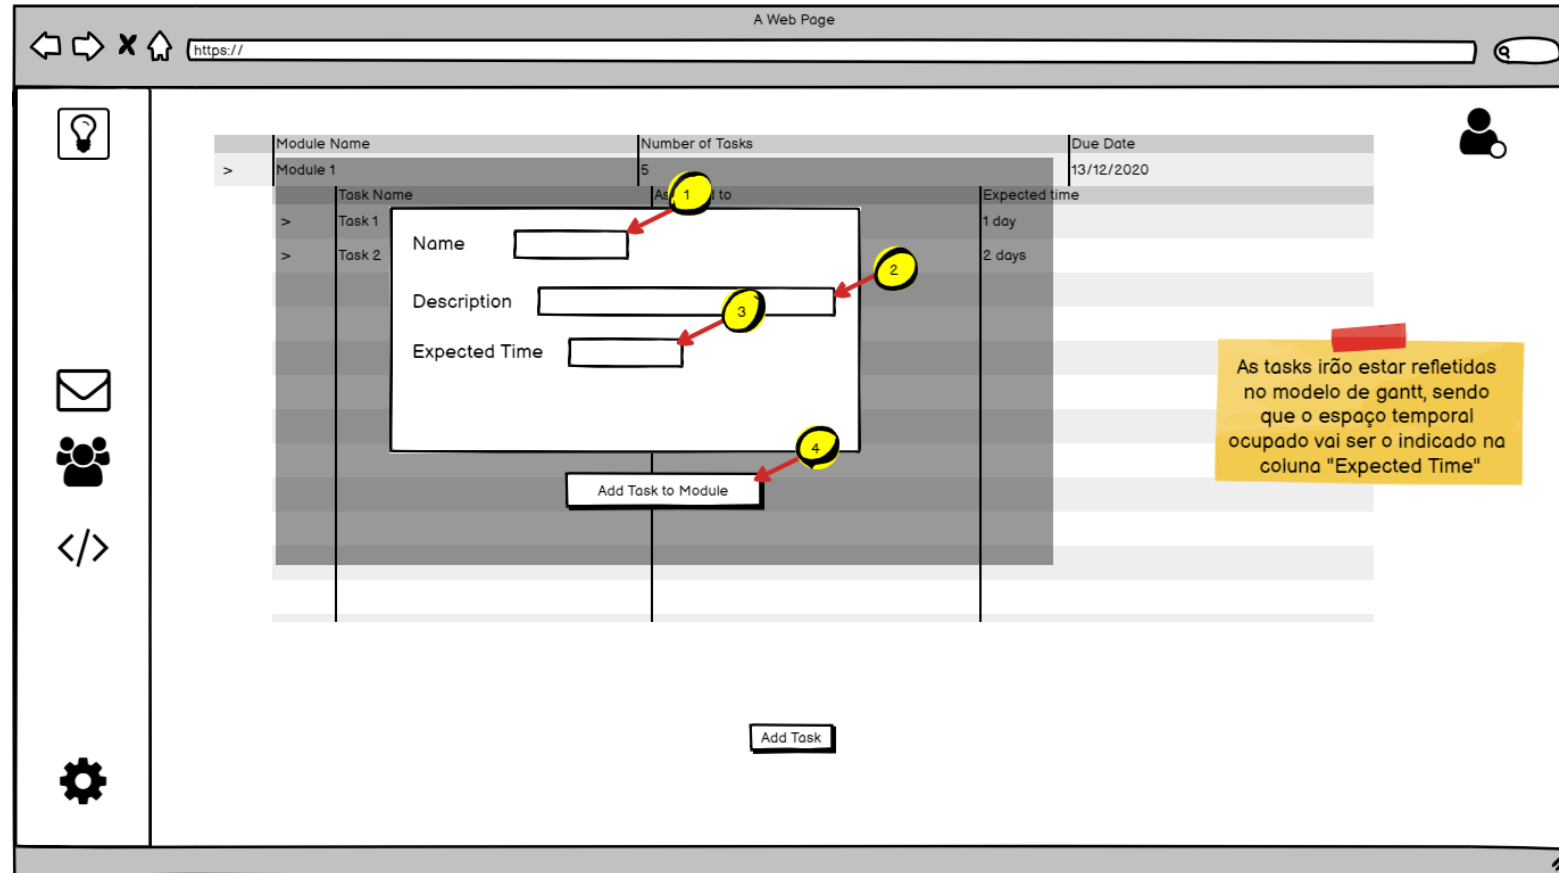 A Web Page
https://
Module Name Number of Tasks Due Date
> Module 1 5 13/12/2020
Task Name to Expected time
> Task 1 1 day
> Task 2 2 days
1
Name
2
Description
3
Expected Time
4
Add Task to Module
</>
As tasks irão estar refletidas
no modelo de gantt, sendo
que o espaço temporal
ocupado vai ser o indicado na
coluna "Expected Time"
Add Task